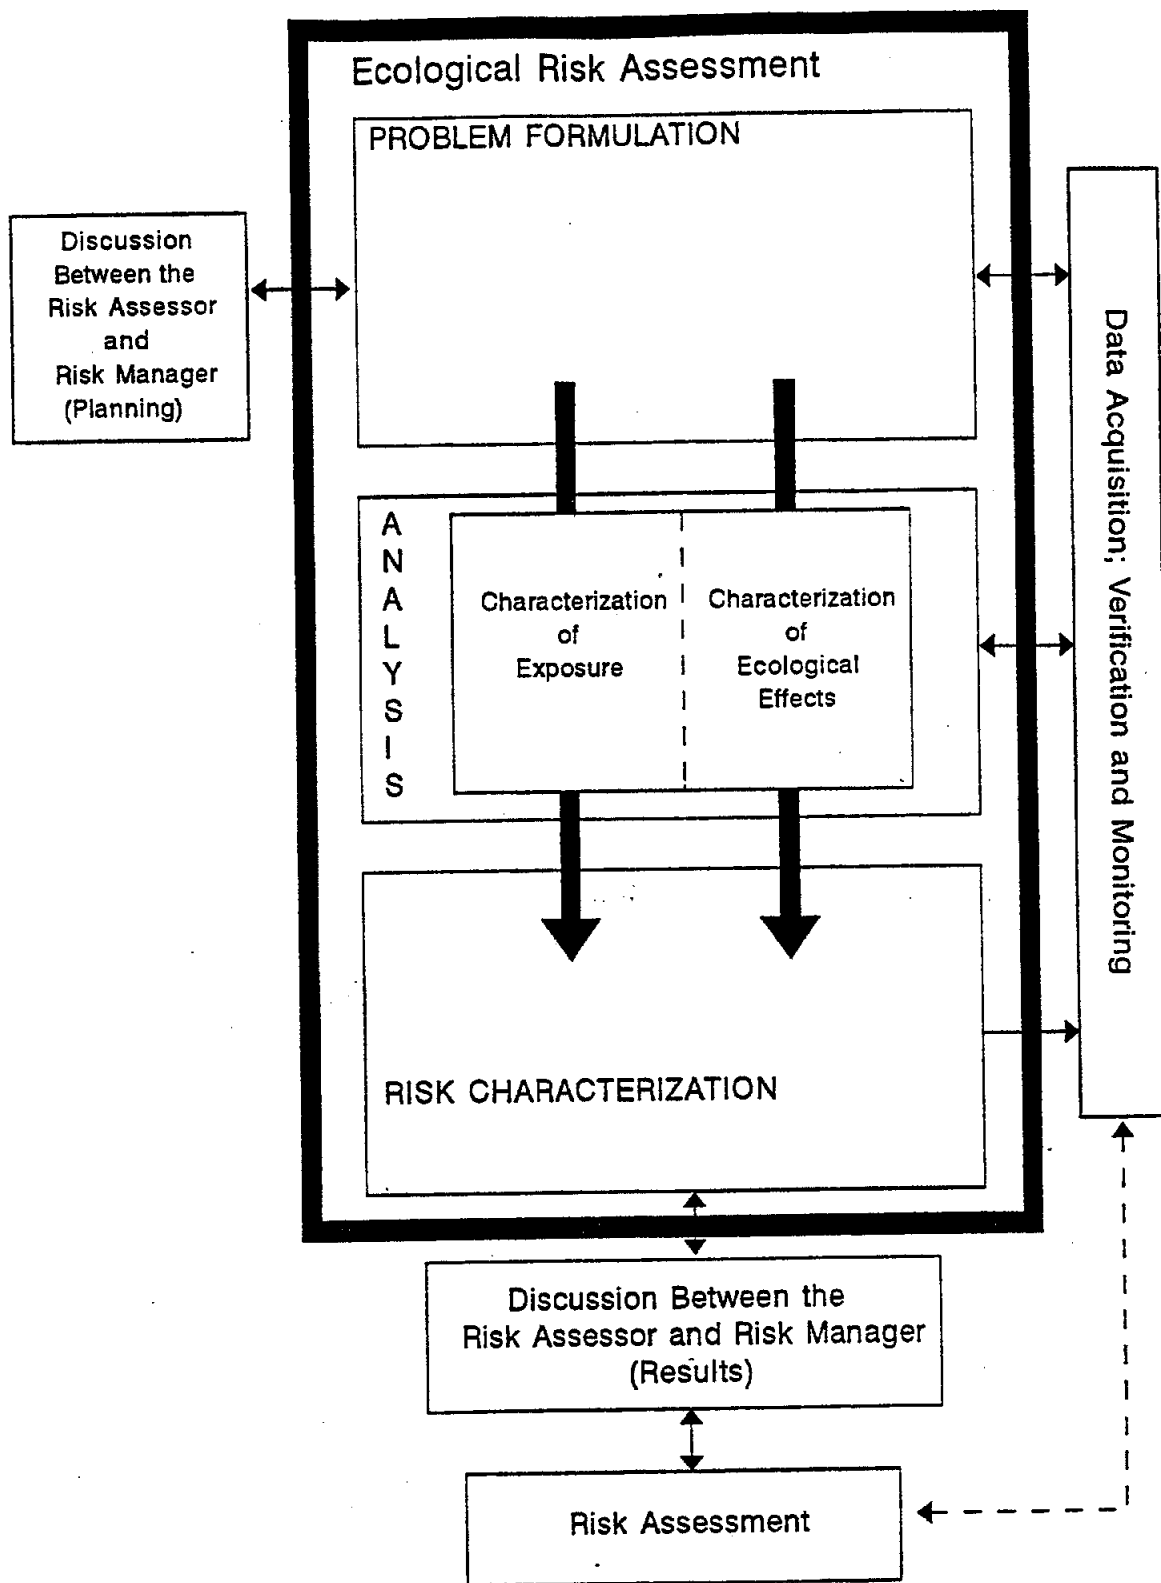 Ecological Risk Assessment
PROBLEM FORMULATION
Discussion
Between the
Risk Assessor
and
Risk Manager
(Planning)
ANALYSIS
Characterization
of
Exposure
Characterization
of
Ecological
Effects
Data Acquisition; Verification and Monitoring
RISK CHARACTERIZATION
Discussion Between the
Risk Assessor and Risk Manager
(Results)
Risk Assessment